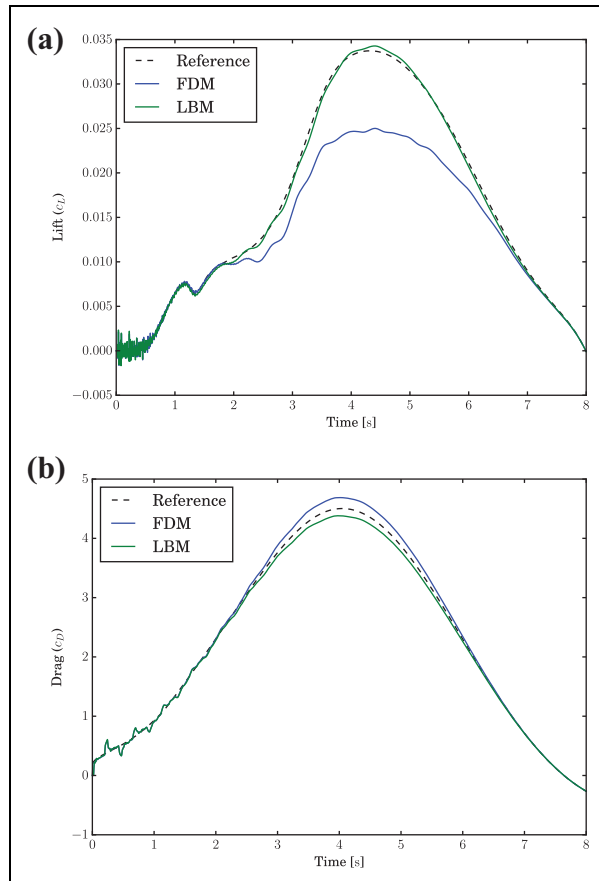 (a)
0.035
0.030
0.025
0.020
0.015
0.010
0.005
0.000
−0.005
Lift (c_L)
Reference
FDM
LBM
0 1 2 3 4 5 6 7 8
Time [s]
(b)
5
4
3
2
1
0
−1
Drag (c_D)
Reference
FDM
LBM
0 1 2 3 4 5 6 7 8
Time [s]